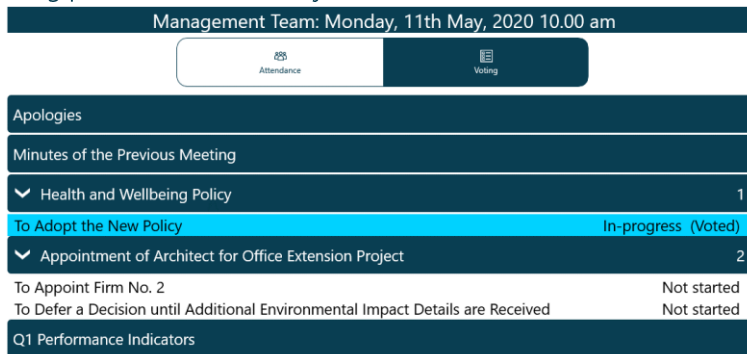 Management Team: Monday, 11th May, 2020 10.00 am
Attendance
Voting
Apologies
Minutes of the Previous Meeting
Health and Wellbeing Policy 1
To Adopt the New Policy In-progress (Voted)
Appointment of Architect for Office Extension Project 2
To Appoint Firm No. 2 Not started
To Defer a Decision until Additional Environmental Impact Details are Received Not started
Q1 Performance Indicators